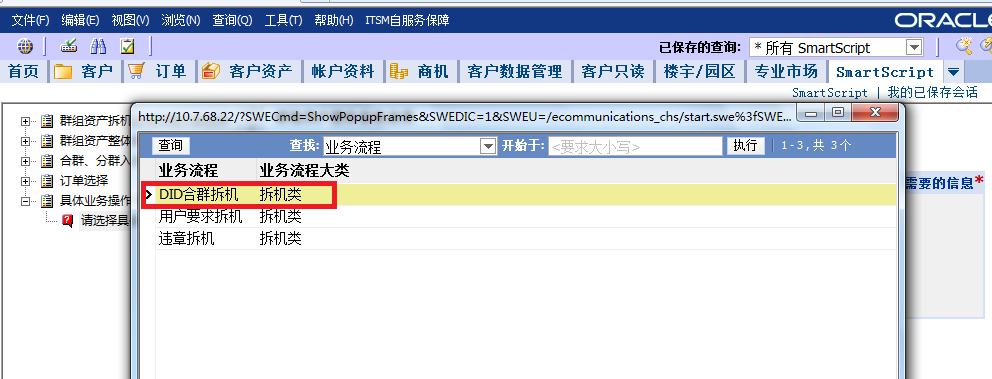 文件(F) 编辑(E) 视图(V) 浏览(N) 查询(Q) 工具(T) 帮助(H) ITSM自服务保障
ORACLE
已保存的查询: * 所有 SmartScript
首页 客户 订单 客户资产 帐户资料 商机 客户数据管理 客户只读 楼宇/园区 专业市场 SmartScript
SmartScript | 我的已保存会话
群组资产拆机
群组资产整体
合群、分群入
订单选择
具体业务操作
请选择具
http://10.7.68.22/?SWECmd=ShowPopupFrames&SWEDIC=1&SWEU=/ecommunications_chs/start.swe%3fSWE...
查询 查找: 业务流程 开始于: <要求大小写> 执行 1-3,共 3个
业务流程 业务流程大类
DID合群拆机 拆机类
用户要求拆机 拆机类
违章拆机 拆机类
需要的信息*